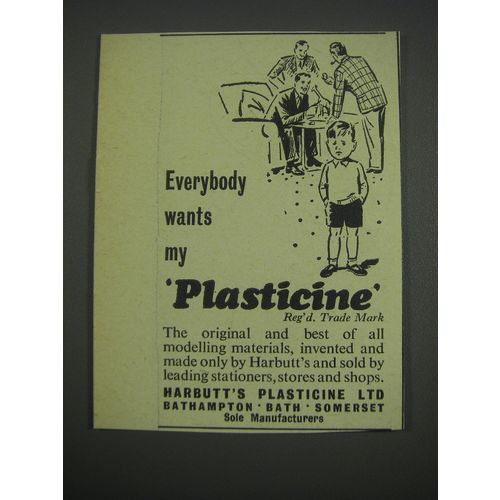 Everybody
wants
my
'Plasticine'
Reg'd. Trade Mark
The original and best of all
modelling materials, invented and
made only by Harbutt's and sold by
leading stationers, stores and shops.
HARBUTT'S PLASTICINE LTD
BATHAMPTON · BATH · SOMERSET
Sole Manufacturers